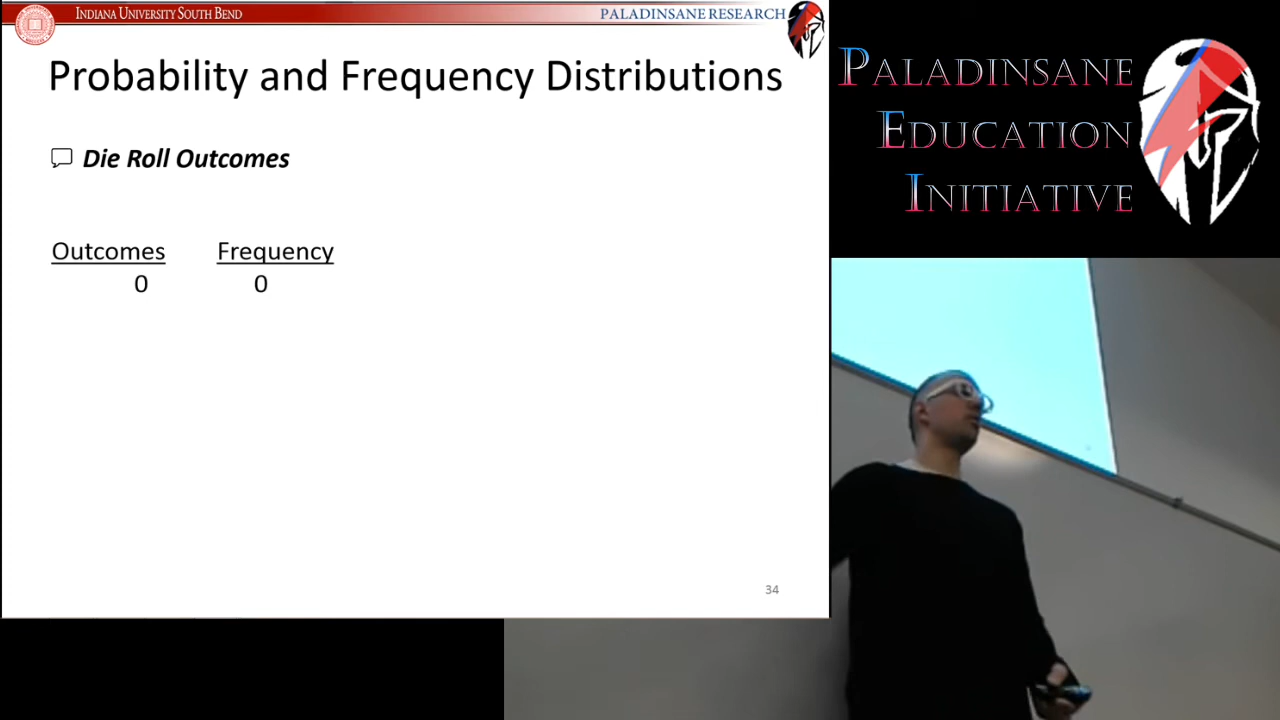 INDIANA UNIVERSITY SOUTH BEND
PALADINSANE RESEARCH
Probability and Frequency Distributions
Die Roll Outcomes
Outcomes Frequency
0 0
34
PALADINSANE
EDUCATION
INITIATIVE